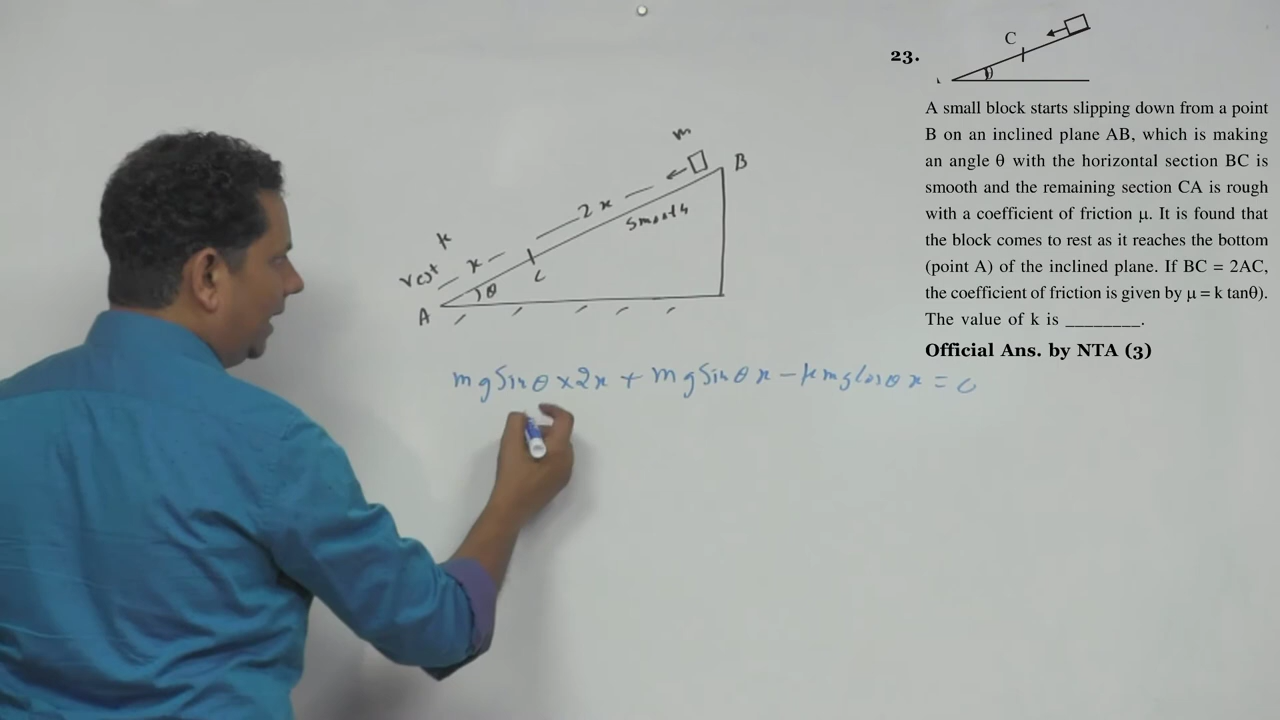 23.
C
θ
A small block starts slipping down from a point
B on an inclined plane AB, which is making
an angle θ with the horizontal section BC is
smooth and the remaining section CA is rough
with a coefficient of friction μ. It is found that
the block comes to rest as it reaches the bottom
(point A) of the inclined plane. If BC = 2AC,
the coefficient of friction is given by μ = k tanθ).
The value of k is ________.
Official Ans. by NTA (3)
m
B
2x
smooth
rest
x
C
θ
A
mg sinθ × 2x + mg sinθ x − μ mg cosθ x = 0